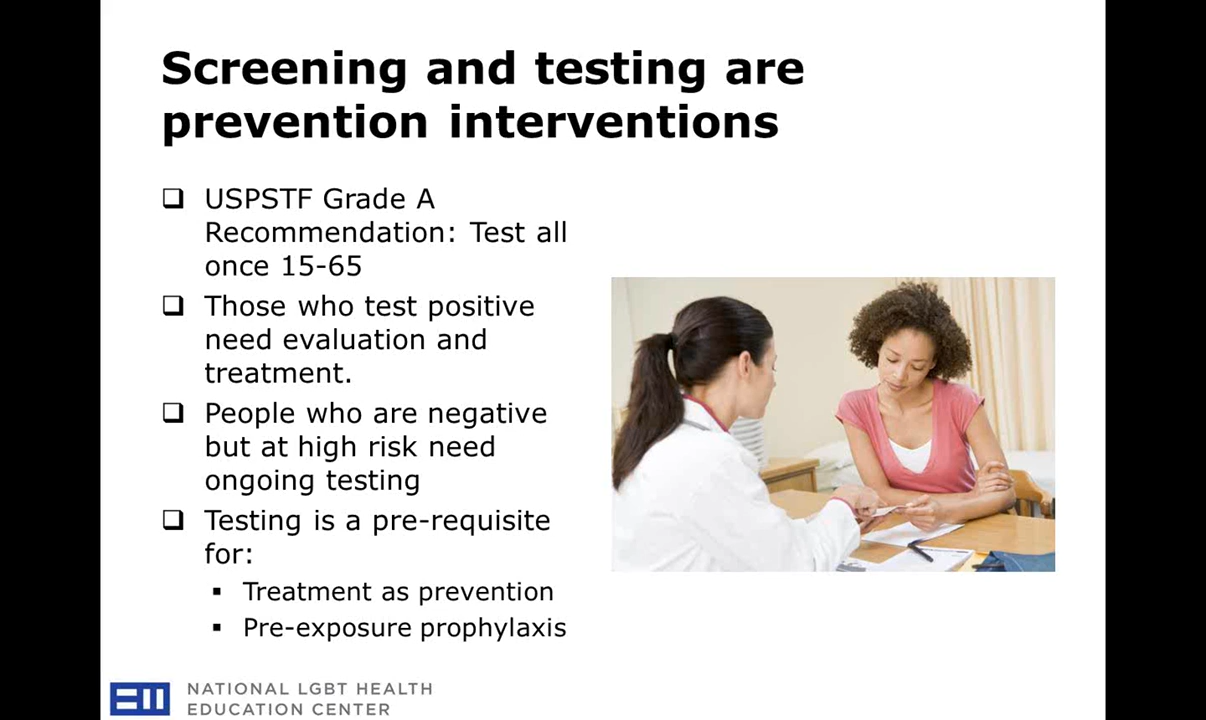 Screening and testing are
prevention interventions
❑ USPSTF Grade A
Recommendation: Test all
once 15-65
❑ Those who test positive
need evaluation and
treatment.
❑ People who are negative
but at high risk need
ongoing testing
❑ Testing is a pre-requisite
for:
▪ Treatment as prevention
▪ Pre-exposure prophylaxis
NATIONAL LGBT HEALTH
EDUCATION CENTER